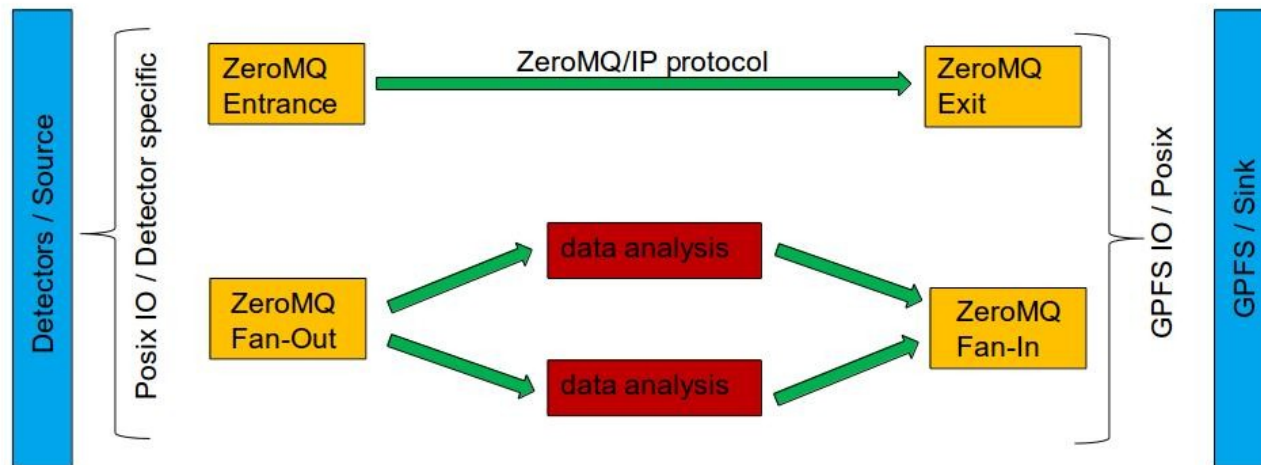 Detectors / Source
Posix IO / Detector specific
ZeroMQ
Entrance
ZeroMQ/IP protocol
ZeroMQ
Exit
data analysis
ZeroMQ
Fan-Out
ZeroMQ
Fan-In
data analysis
GPFS IO / Posix
GPFS / Sink